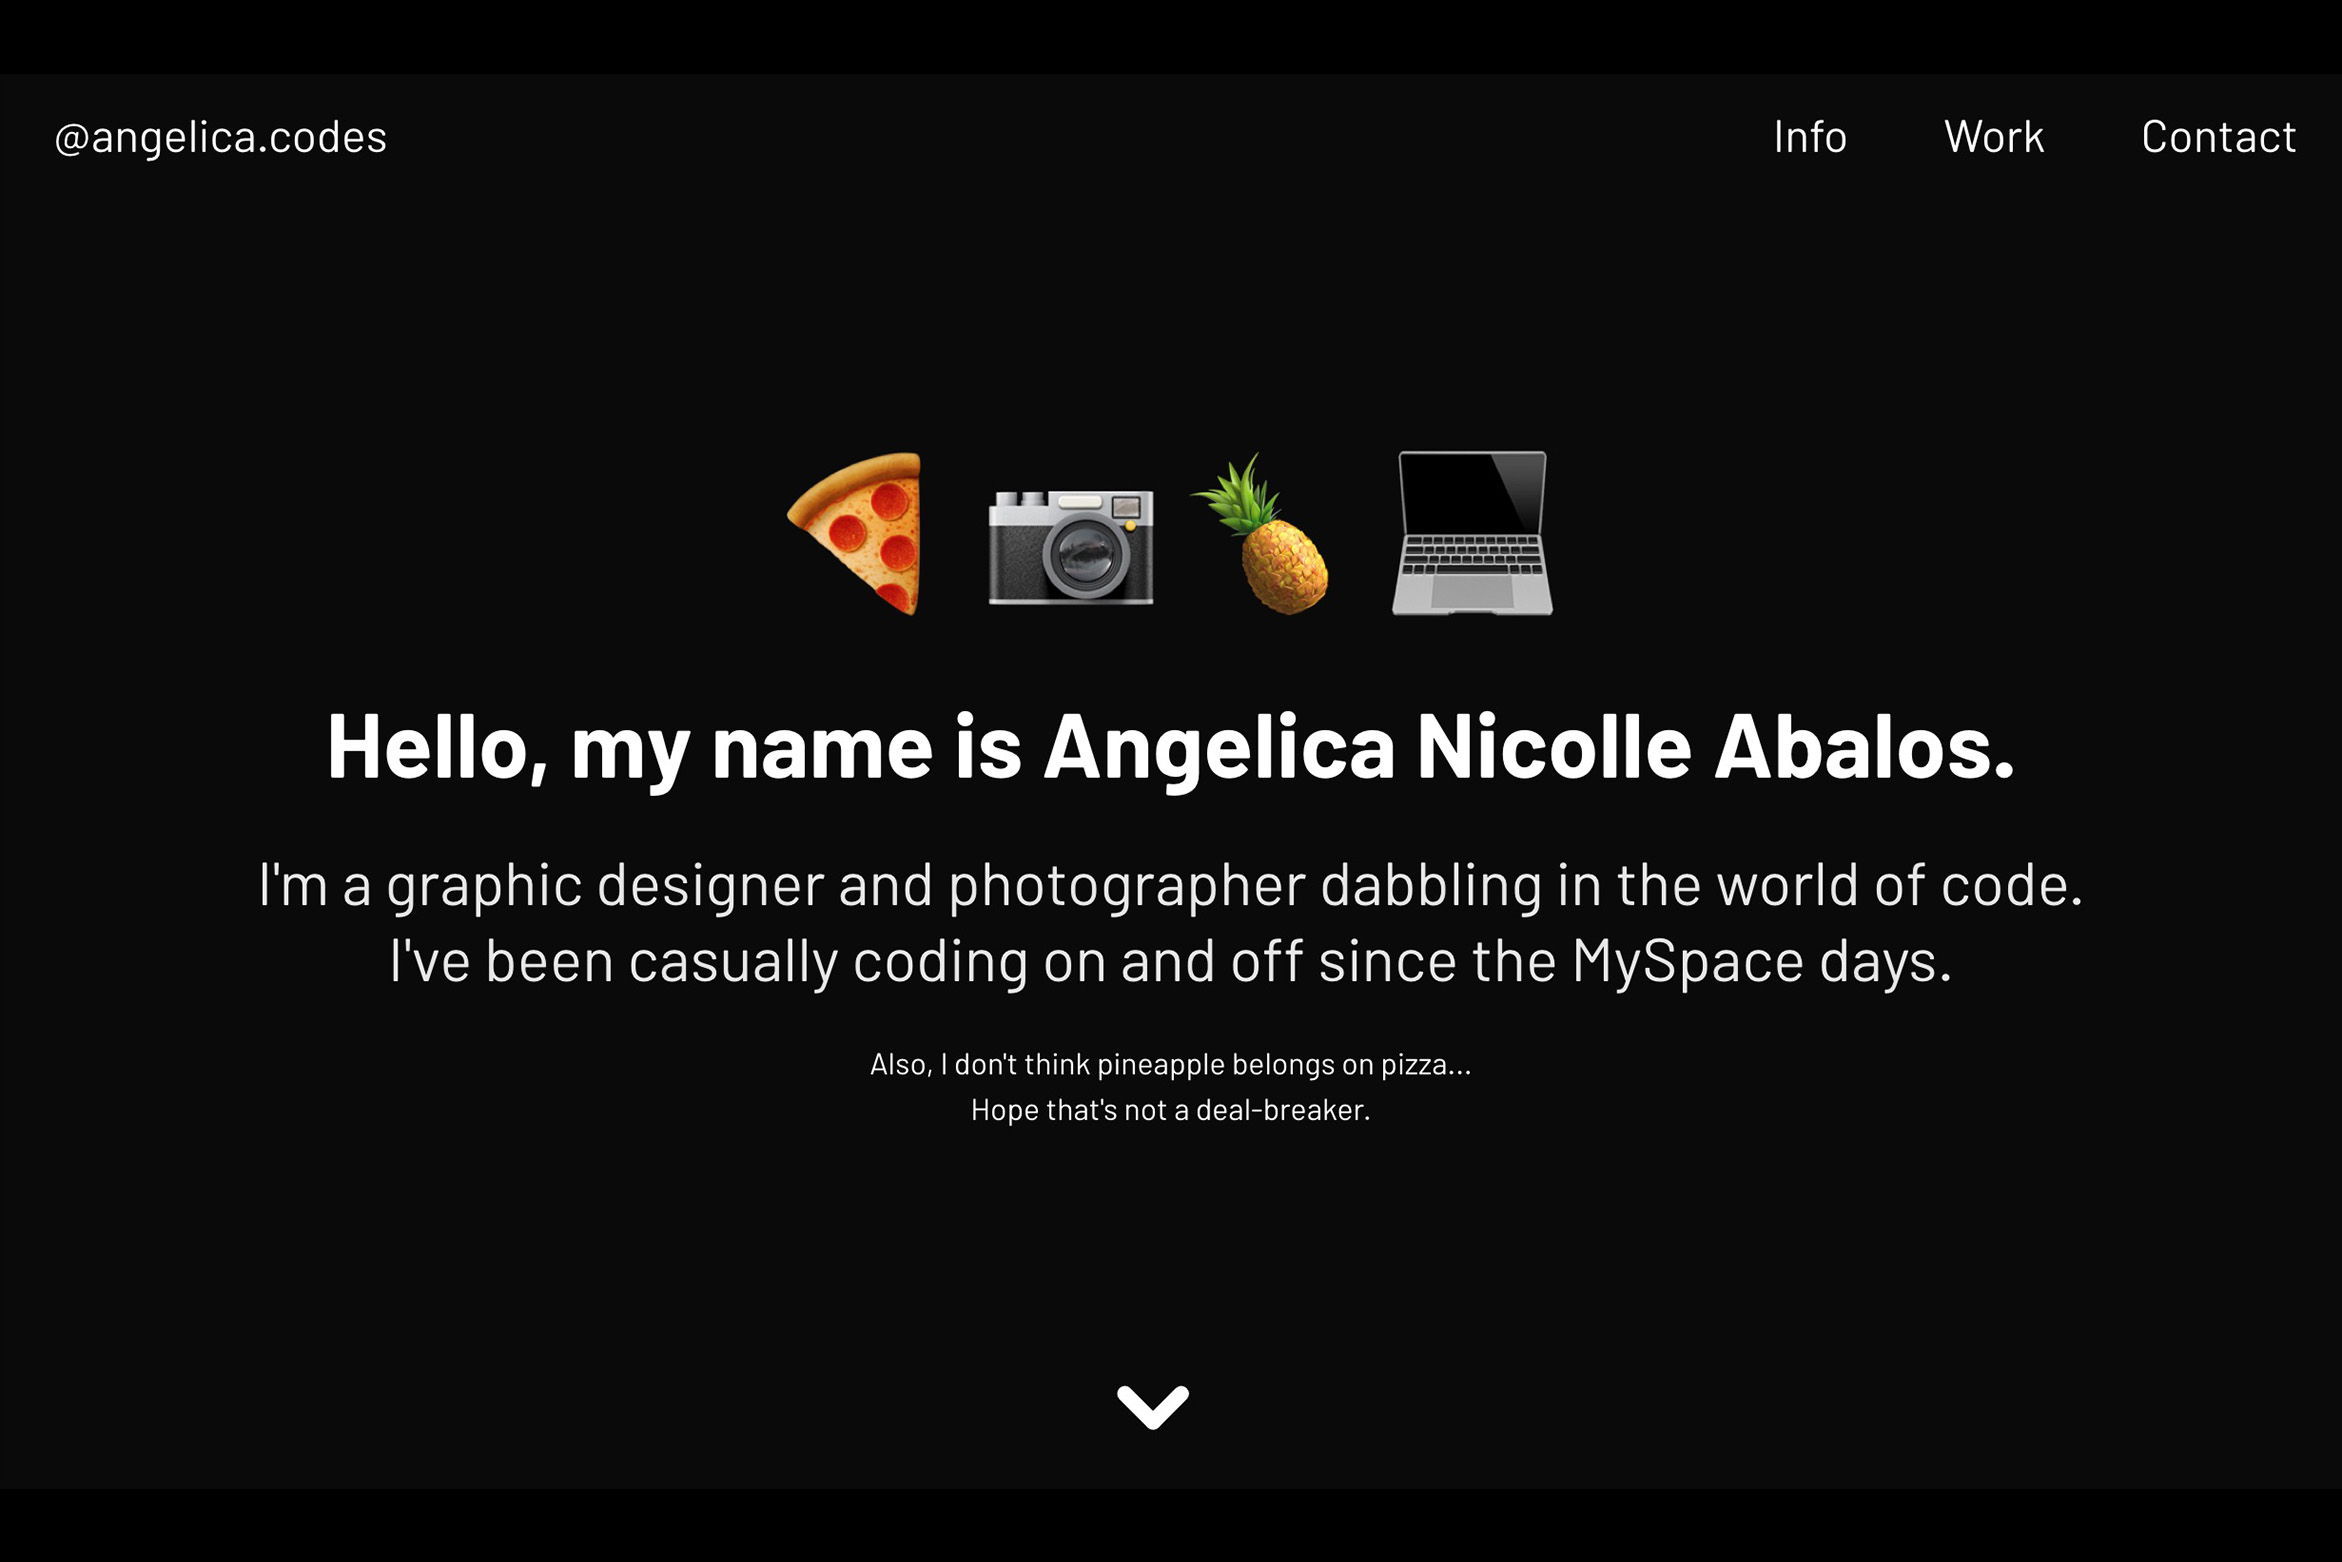 @angelica.codes
Info
Work
Contact
Hello, my name is Angelica Nicolle Abalos.
I'm a graphic designer and photographer dabbling in the world of code.
I've been casually coding on and off since the MySpace days.
Also, I don't think pineapple belongs on pizza...
Hope that's not a deal-breaker.